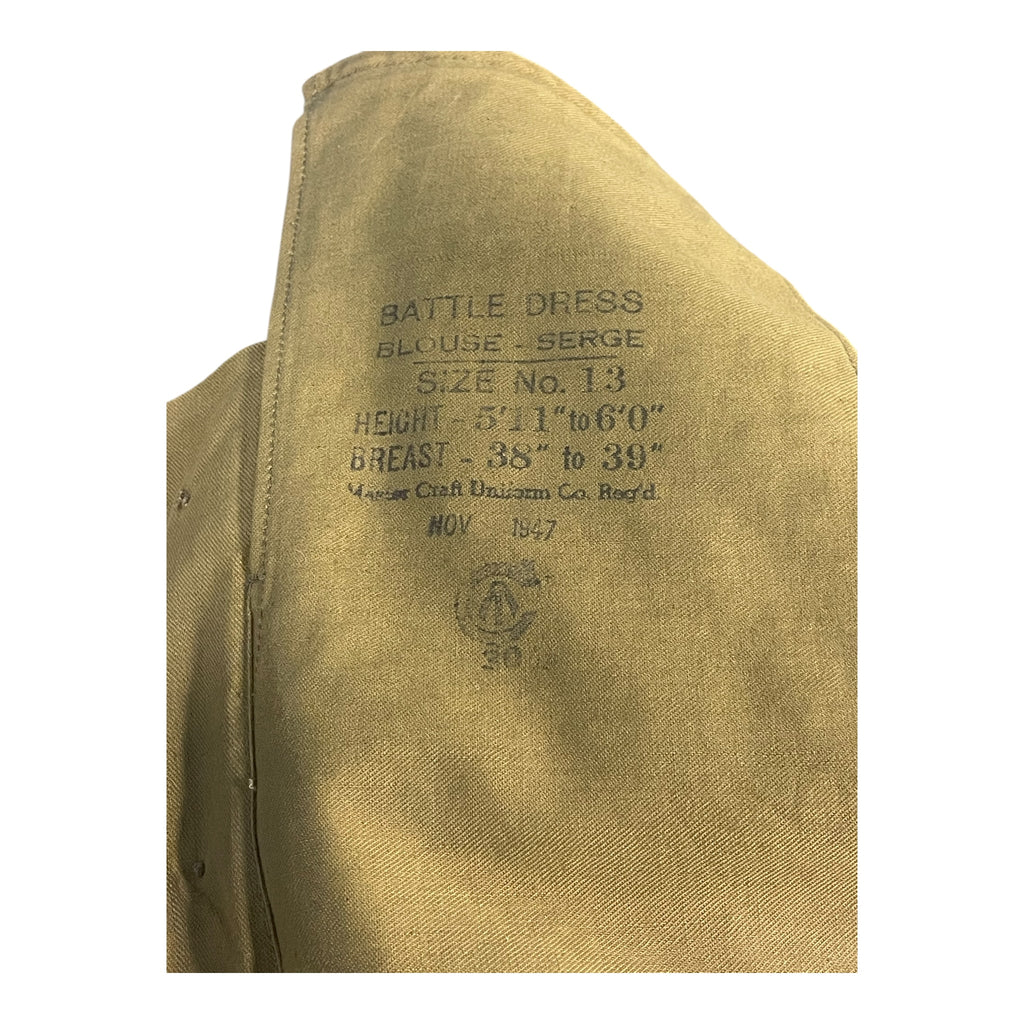 BATTLE DRESS
BLOUSE - SERGE
SIZE No. 13
HEIGHT - 5'11" to 6'0"
BREAST - 38" to 39"
Master Craft Uniform Co. Reg'd.
NOV 1947